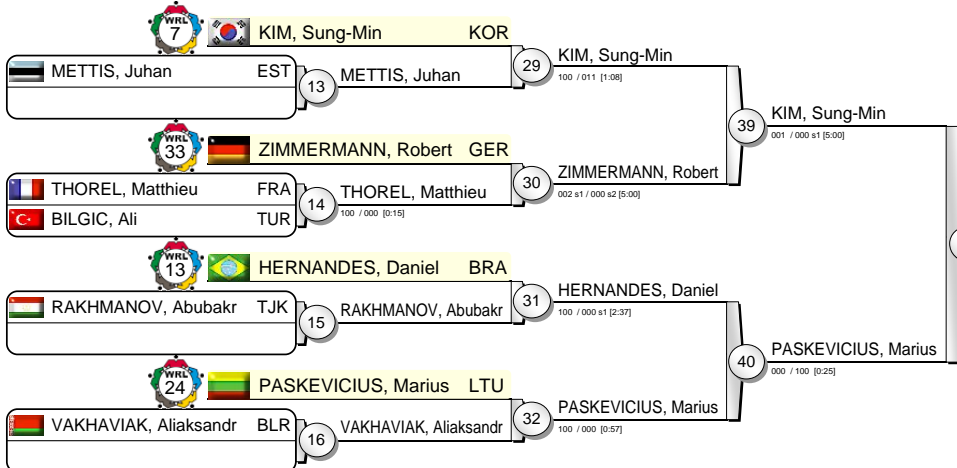 WRL
7
KIM, Sung-Min KOR
METTIS, Juhan EST
13
METTIS, Juhan
29
KIM, Sung-Min
100 / 011 [1:08]
39
KIM, Sung-Min
001 / 000 s1 [5:00]
WRL
33
ZIMMERMANN, Robert GER
THOREL, Matthieu FRA
BILGIC, Ali TUR
14
THOREL, Matthieu
100 / 000 [0:15]
30
ZIMMERMANN, Robert
002 s1 / 000 s2 [5:00]
WRL
13
HERNANDES, Daniel BRA
RAKHMANOV, Abubakr TJK
15
RAKHMANOV, Abubakr
31
HERNANDES, Daniel
100 / 000 s1 [2:37]
40
PASKEVICIUS, Marius
000 / 100 [0:25]
WRL
24
PASKEVICIUS, Marius LTU
VAKHAVIAK, Aliaksandr BLR
16
VAKHAVIAK, Aliaksandr
32
PASKEVICIUS, Marius
100 / 000 [0:57]